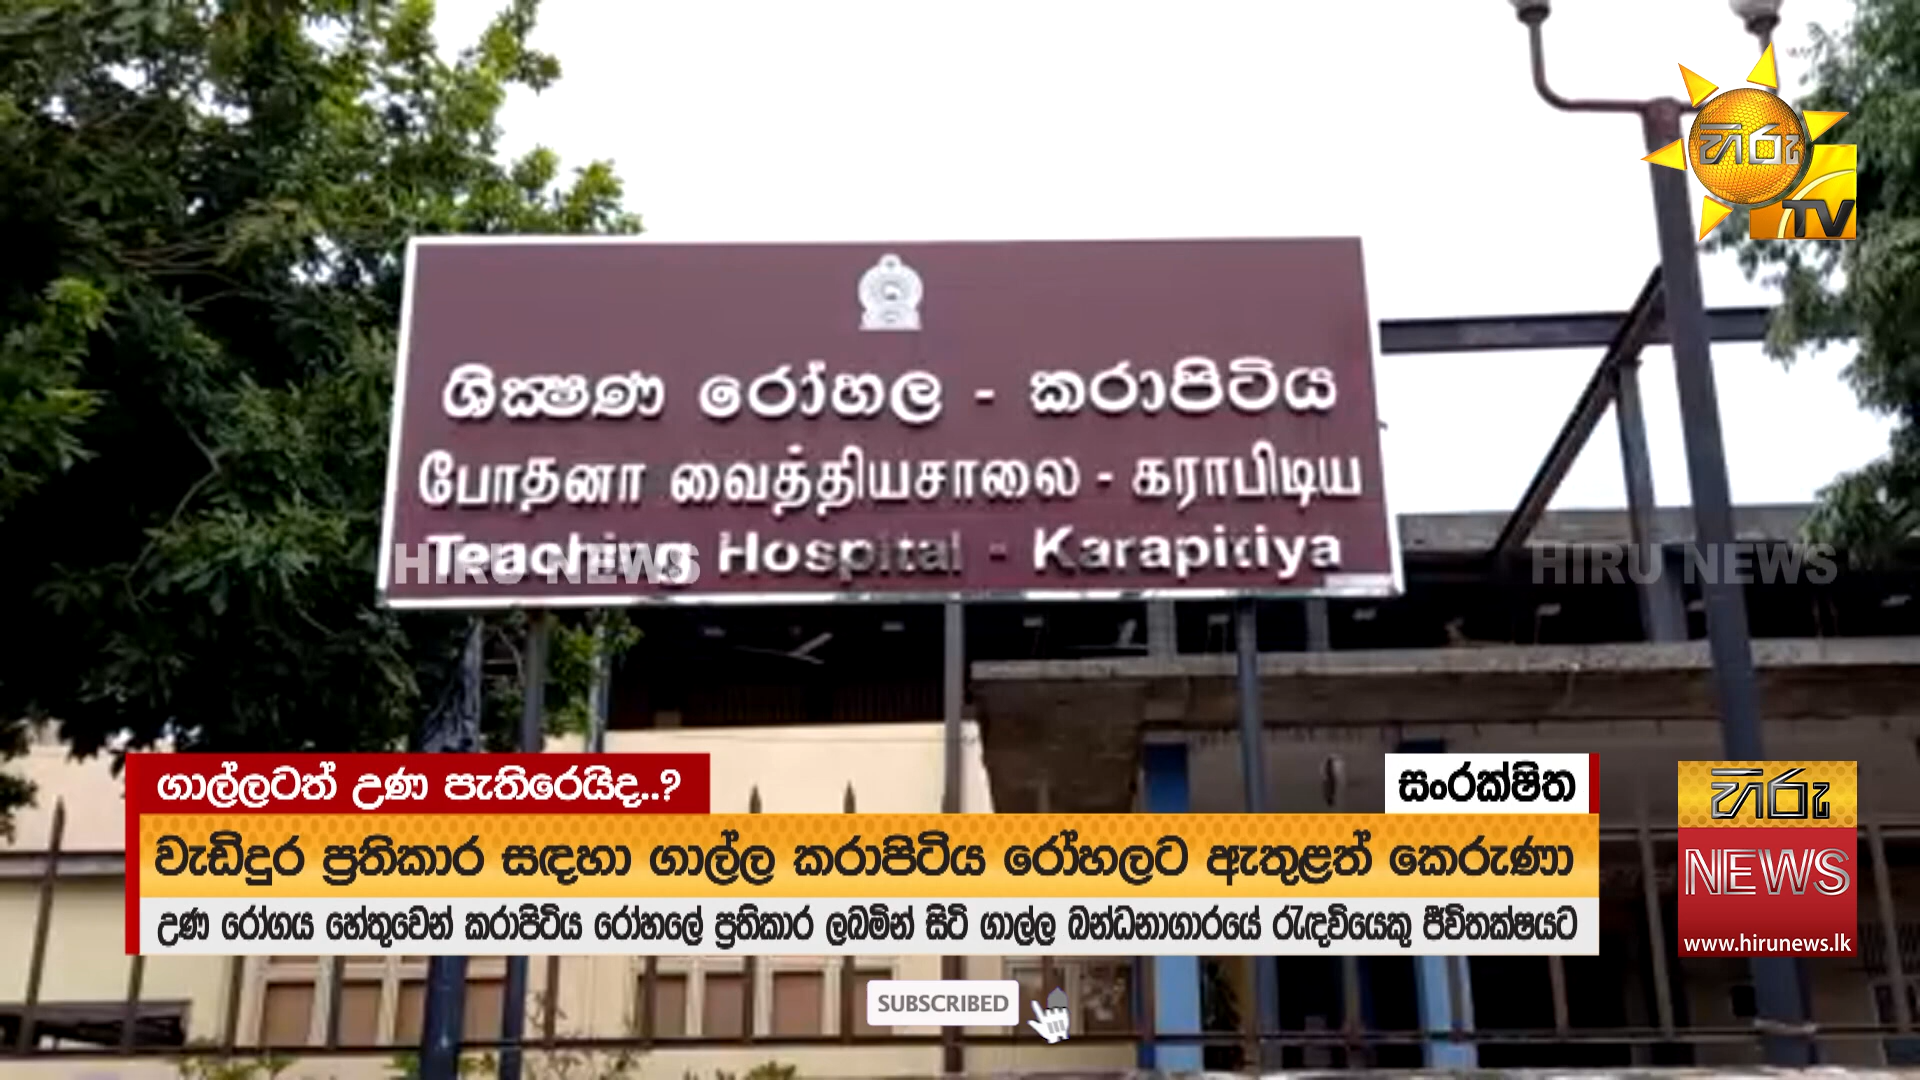 හිරු
TV
ශික්ෂණ රෝහල - කරාපිටිය
போதனா வைத்தியசாலை - கராபிடிய
Teaching Hospital - Karapitiya
HIRU NEWS
HIRU NEWS
ගාල්ලටත් උණ පැතිරෙයිද..?
සංරක්ෂිත
වැඩිදුර ප්‍රතිකාර සඳහා ගාල්ල කරාපිටිය රෝහලට ඇතුළත් කෙරුණා
උණ රෝගය හේතුවෙන් කරාපිටිය රෝහලේ ප්‍රතිකාර ලබමින් සිටි ගාල්ල බන්ධනාගාරයේ රැඳවියෙකු ජීවිතක්ෂයට
හිරු
NEWS
www.hirunews.lk
SUBSCRIBED